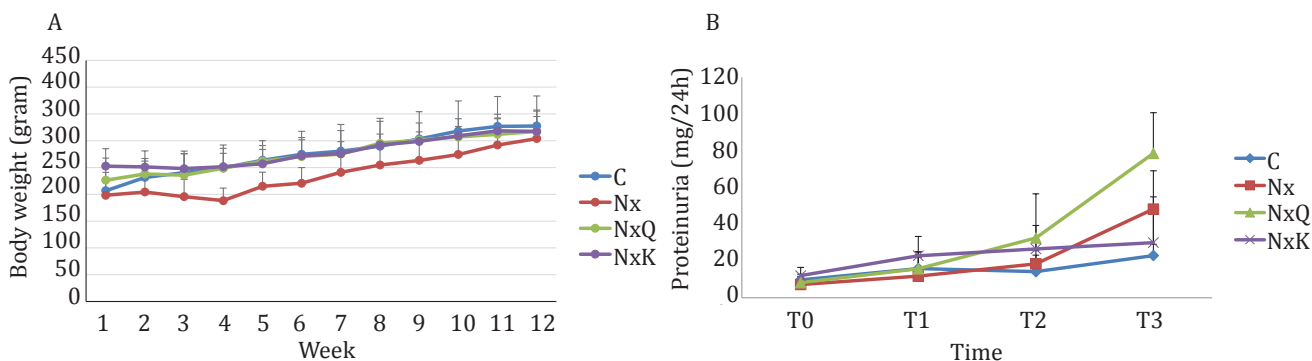 A
Body weight (gram)
450
400
350
300
250
200
150
100
50
0
1 2 3 4 5 6 7 8 9 10 11 12
Week
C
Nx
NxQ
NxK
B
Proteinuria (mg/24h)
120
100
80
60
40
20
0
T0 T1 T2 T3
Time
C
Nx
NxQ
NxK